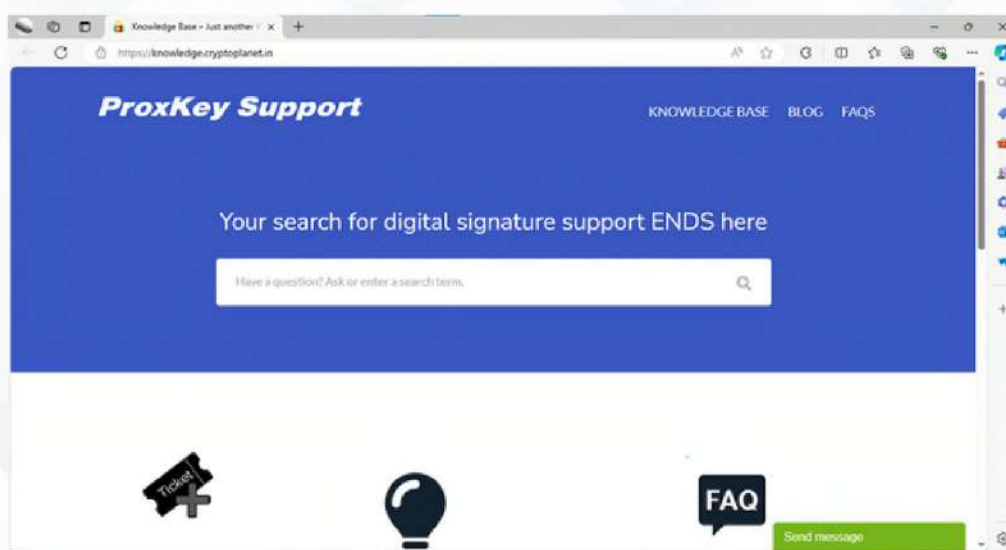 Knowledge Base – Just another
https://knowledge.cryptoplanet.in
ProxKey Support
KNOWLEDGE BASE BLOG FAQS
Your search for digital signature support ENDS here
Have a question? Ask or enter a search term.
Ticket
FAQ
Send message